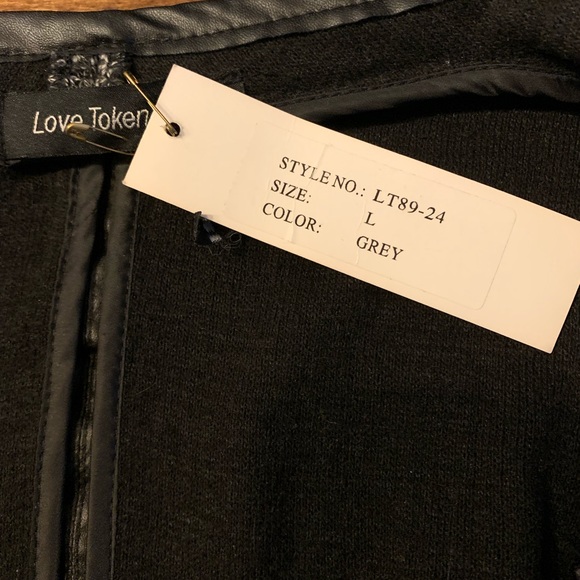 Love Token
STYLE NO.: LT89-24
SIZE: L
COLOR: GREY